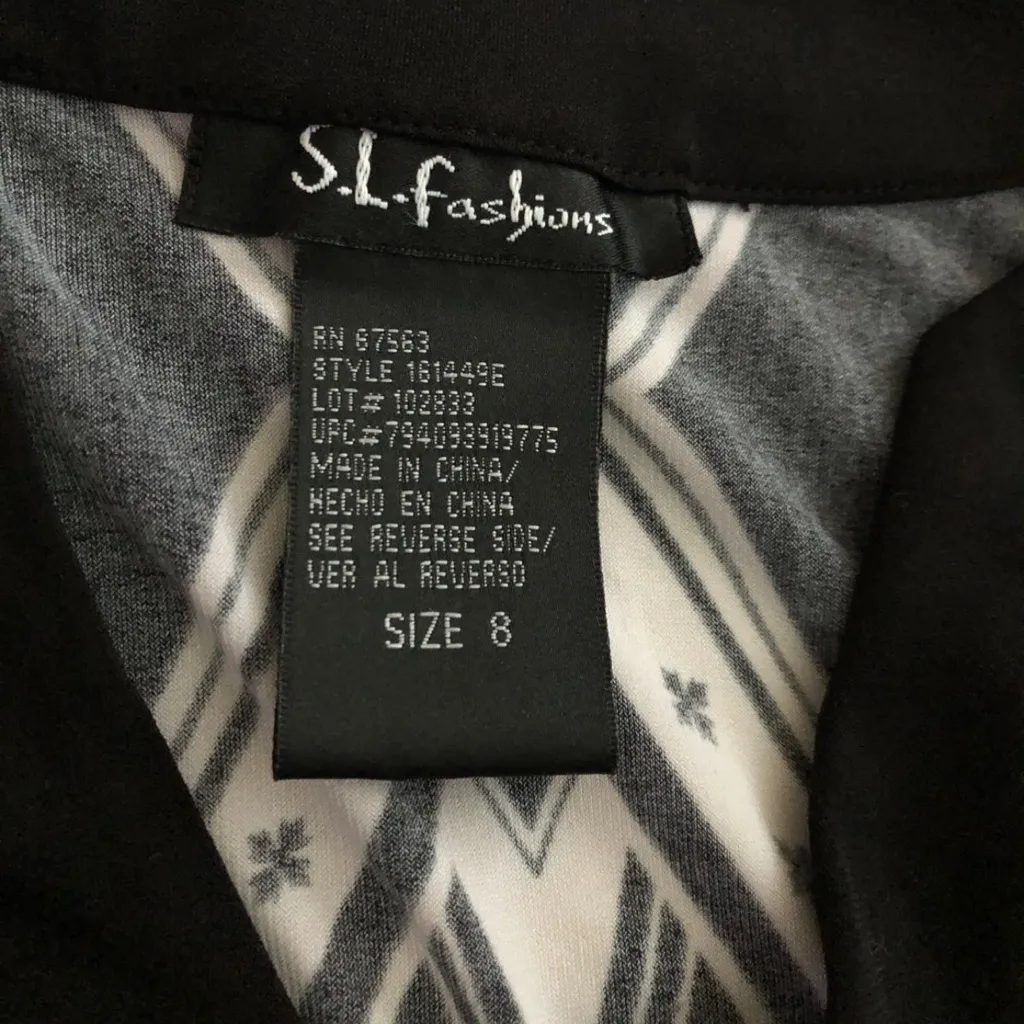 S.L.fashions
RN 67563
STYLE 161449E
LOT# 102833
UPC#794093919775
MADE IN CHINA/
HECHO EN CHINA
SEE REVERSE SIDE/
VER AL REVERSO
SIZE 8